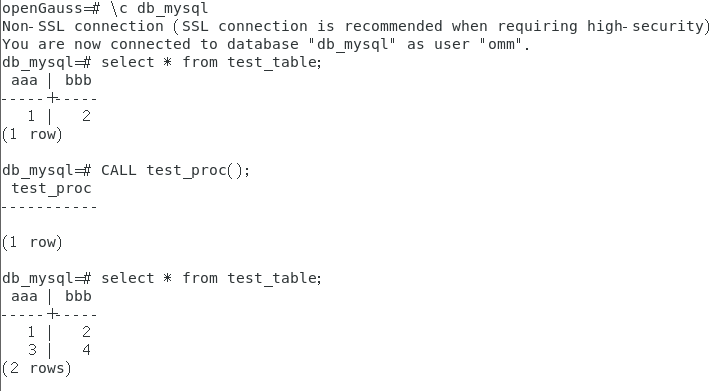 openGauss=# \c db_mysql
Non-SSL connection (SSL connection is recommended when requiring high-security)
You are now connected to database "db_mysql" as user "omm".
db_mysql=# select * from test_table;
 aaa | bbb
-----+-----
   1 |   2
(1 row)

db_mysql=# CALL test_proc();
 test_proc
-----------

(1 row)

db_mysql=# select * from test_table;
 aaa | bbb
-----+-----
   1 |   2
   3 |   4
(2 rows)